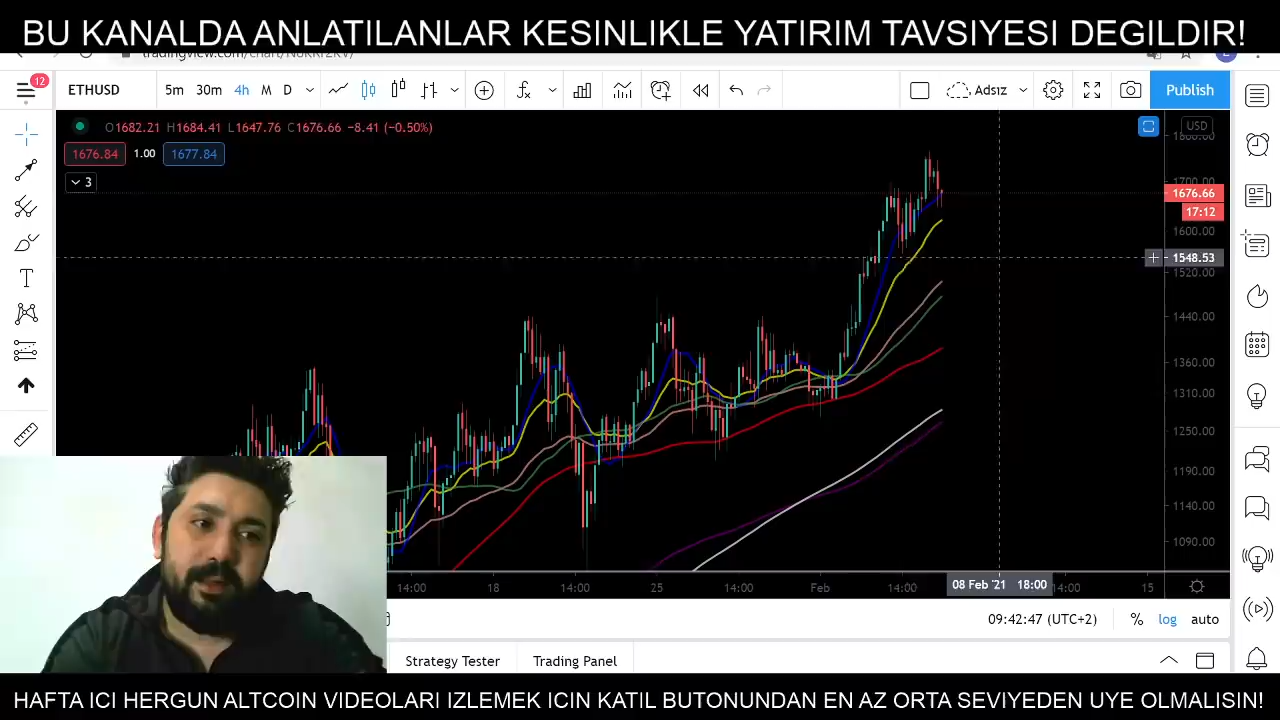 BU KANALDA ANLATILANLAR KESINLIKLE YATIRIM TAVSIYESI DEGILDIR!
12
ETHUSD 5m 30m 4h M D Adsız Publish
O1682.21 H1684.41 L1647.76 C1676.66 −8.41 (−0.50%)
USD
1676.84 1.00 1677.84
3
1700.00
1676.66
17:12
1600.00
1548.53
1520.00
1440.00
1360.00
1310.00
1250.00
1190.00
1140.00
1090.00
14:00 18 14:00 25 14:00 Feb 14:00 08 Feb '21 18:00 14:00 15
09:42:47 (UTC+2) % log auto
Strategy Tester Trading Panel
HAFTA ICI HERGUN ALTCOIN VIDEOLARI IZLEMEK ICIN KATIL BUTONUNDAN EN AZ ORTA SEVIYEDEN UYE OLMALISIN!